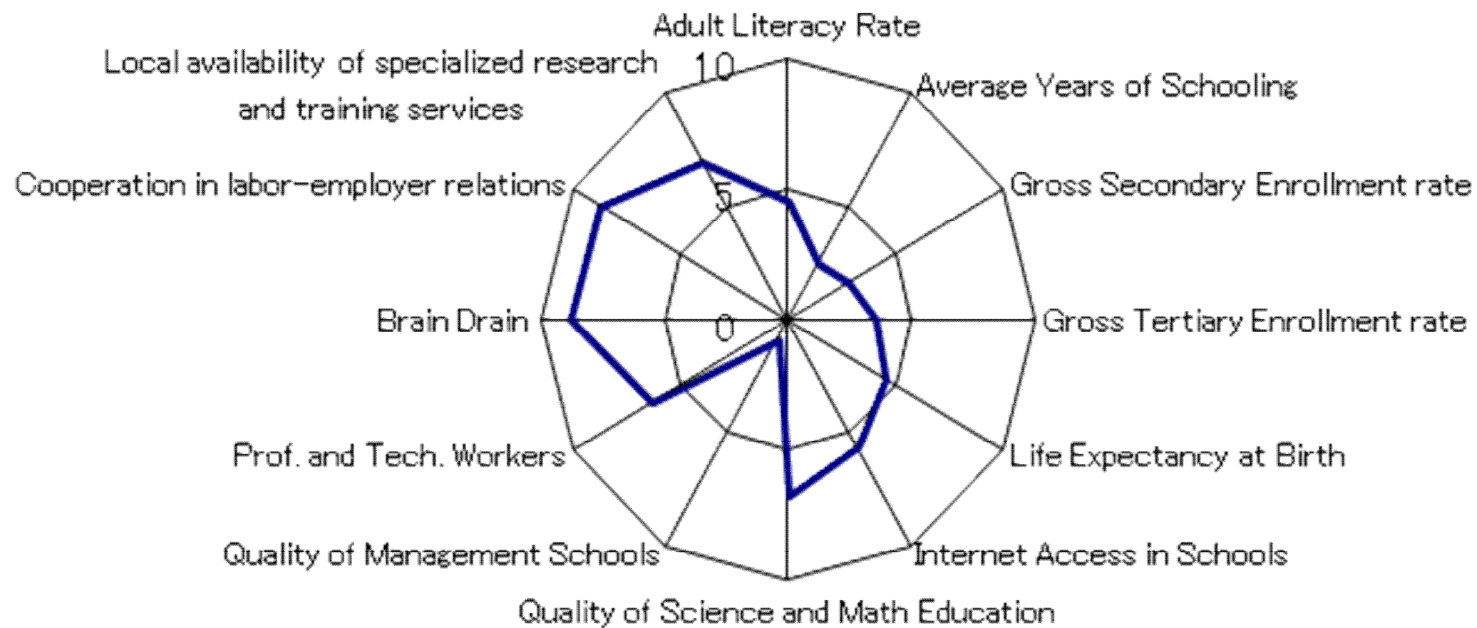 Adult Literacy Rate
Local availability of specialized research
and training services
10
Average Years of Schooling
Cooperation in labor-employer relations
5
Gross Secondary Enrollment rate
Brain Drain
0
Gross Tertiary Enrollment rate
Prof. and Tech. Workers
Life Expectancy at Birth
Quality of Management Schools
Internet Access in Schools
Quality of Science and Math Education